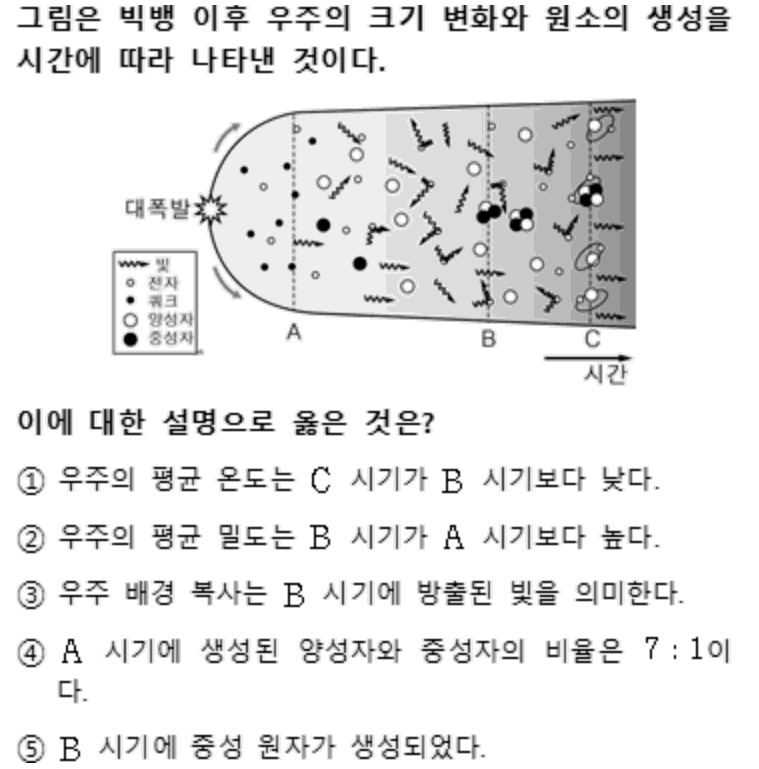 그림은 빅뱅 이후 우주의 크기 변화와 원소의 생성을
시간에 따라 나타낸 것이다.
대폭발
빛
전자
쿼크
양성자
중성자
A
B
C
시간
이에 대한 설명으로 옳은 것은?
① 우주의 평균 온도는 C 시기가 B 시기보다 낮다.
② 우주의 평균 밀도는 B 시기가 A 시기보다 높다.
③ 우주 배경 복사는 B 시기에 방출된 빛을 의미한다.
④ A 시기에 생성된 양성자와 중성자의 비율은 7 : 1이
다.
⑤ B 시기에 중성 원자가 생성되었다.